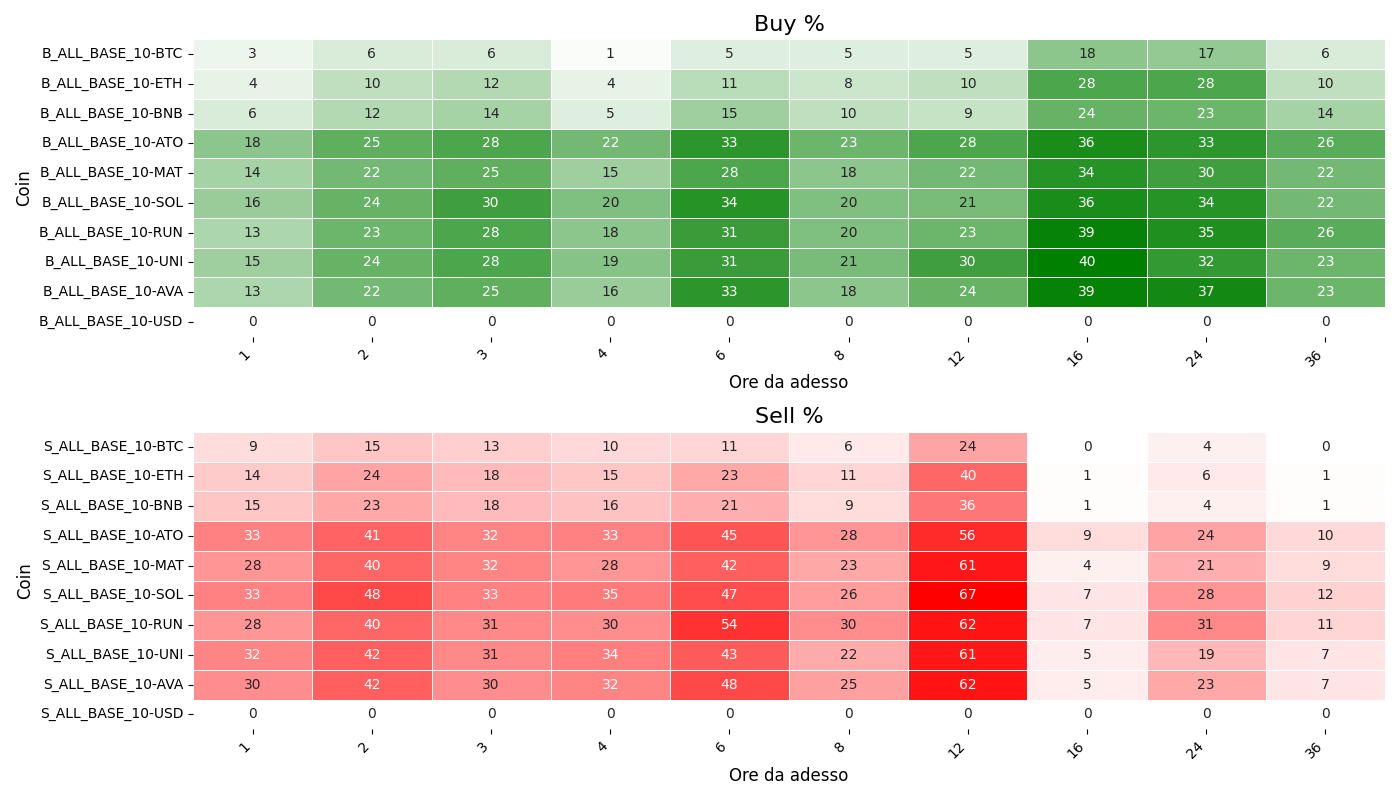 Buy %
Coin
B_ALL_BASE_10-BTC 3 6 6 1 5 5 5 18 17 6
B_ALL_BASE_10-ETH 4 10 12 4 11 8 10 28 28 10
B_ALL_BASE_10-BNB 6 12 14 5 15 10 9 24 23 14
B_ALL_BASE_10-ATO 18 25 28 22 33 23 28 36 33 26
B_ALL_BASE_10-MAT 14 22 25 15 28 18 22 34 30 22
B_ALL_BASE_10-SOL 16 24 30 20 34 20 21 36 34 22
B_ALL_BASE_10-RUN 13 23 28 18 31 20 23 39 35 26
B_ALL_BASE_10-UNI 15 24 28 19 31 21 30 40 32 23
B_ALL_BASE_10-AVA 13 22 25 16 33 18 24 39 37 23
B_ALL_BASE_10-USD 0 0 0 0 0 0 0 0 0 0
1 2 3 4 6 8 12 16 24 36
Ore da adesso
Sell %
Coin
S_ALL_BASE_10-BTC 9 15 13 10 11 6 24 0 4 0
S_ALL_BASE_10-ETH 14 24 18 15 23 11 40 1 6 1
S_ALL_BASE_10-BNB 15 23 18 16 21 9 36 1 4 1
S_ALL_BASE_10-ATO 33 41 32 33 45 28 56 9 24 10
S_ALL_BASE_10-MAT 28 40 32 28 42 23 61 4 21 9
S_ALL_BASE_10-SOL 33 48 33 35 47 26 67 7 28 12
S_ALL_BASE_10-RUN 28 40 31 30 54 30 62 7 31 11
S_ALL_BASE_10-UNI 32 42 31 34 43 22 61 5 19 7
S_ALL_BASE_10-AVA 30 42 30 32 48 25 62 5 23 7
S_ALL_BASE_10-USD 0 0 0 0 0 0 0 0 0 0
1 2 3 4 6 8 12 16 24 36
Ore da adesso